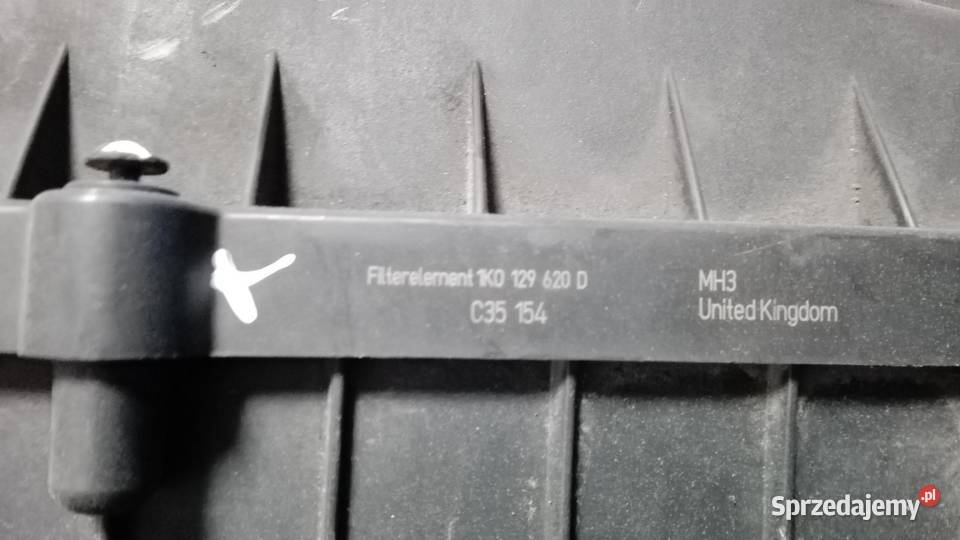 Filterelement 1K0 129 620 D
C35 154
MH3
United Kingdom
Sprzedajemy.pl